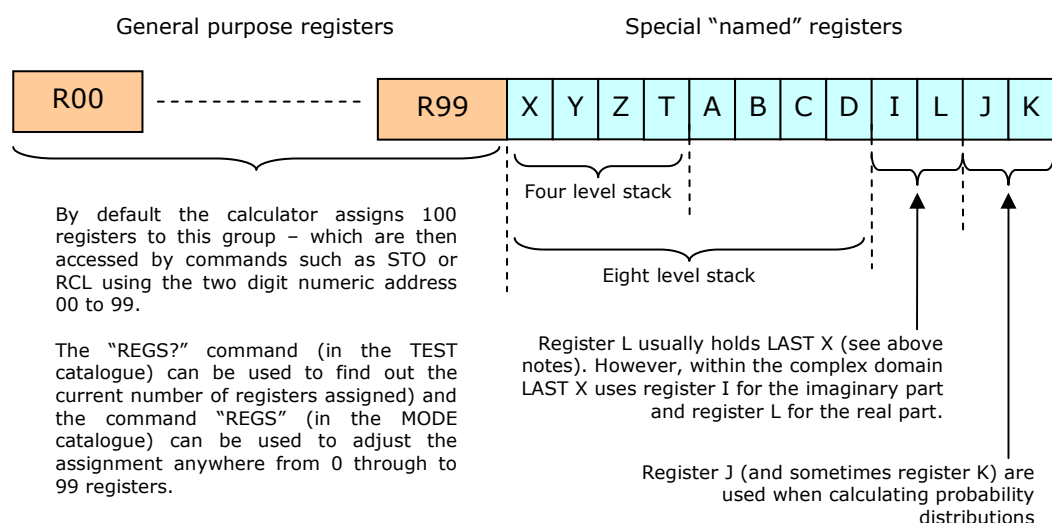 General purpose registers
Special “named” registers
R00
R99
X Y Z T A B C D I L J K
Four level stack
Eight level stack
By default the calculator assigns 100
registers to this group – which are then
accessed by commands such as STO or
RCL using the two digit numeric address
00 to 99.
The “REGS?” command (in the TEST
catalogue) can be used to find out the
current number of registers assigned) and
the command “REGS” (in the MODE
catalogue) can be used to adjust the
assignment anywhere from 0 through to
99 registers.
Register L usually holds LAST X (see above
notes). However, within the complex domain
LAST X uses register I for the imaginary part
and register L for the real part.
Register J (and sometimes register K) are
used when calculating probability
distributions